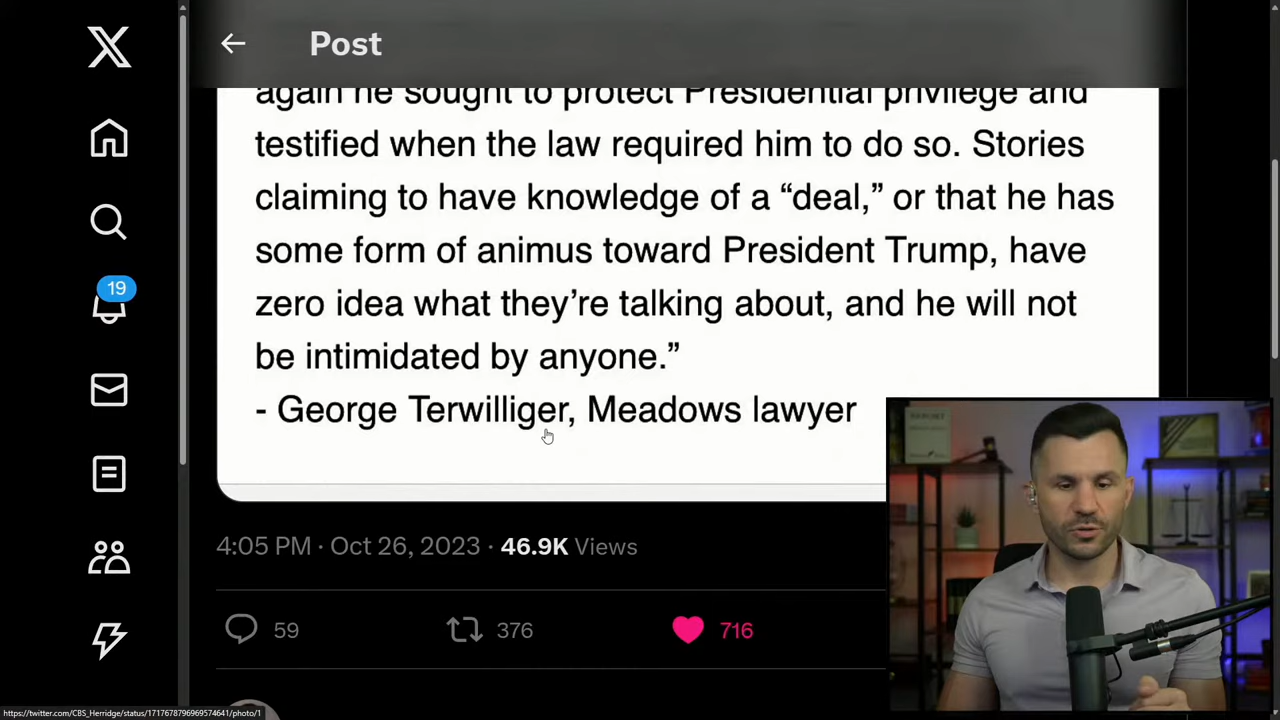 Post
again he sought to protect Presidential privilege and
testified when the law required him to do so. Stories
claiming to have knowledge of a “deal,” or that he has
some form of animus toward President Trump, have
zero idea what they’re talking about, and he will not
be intimidated by anyone.”
- George Terwilliger, Meadows lawyer
19
4:05 PM · Oct 26, 2023 · 46.9K Views
59 376 716
https://twitter.com/CBS_Herridge/status/1717678796969574641/photo/1